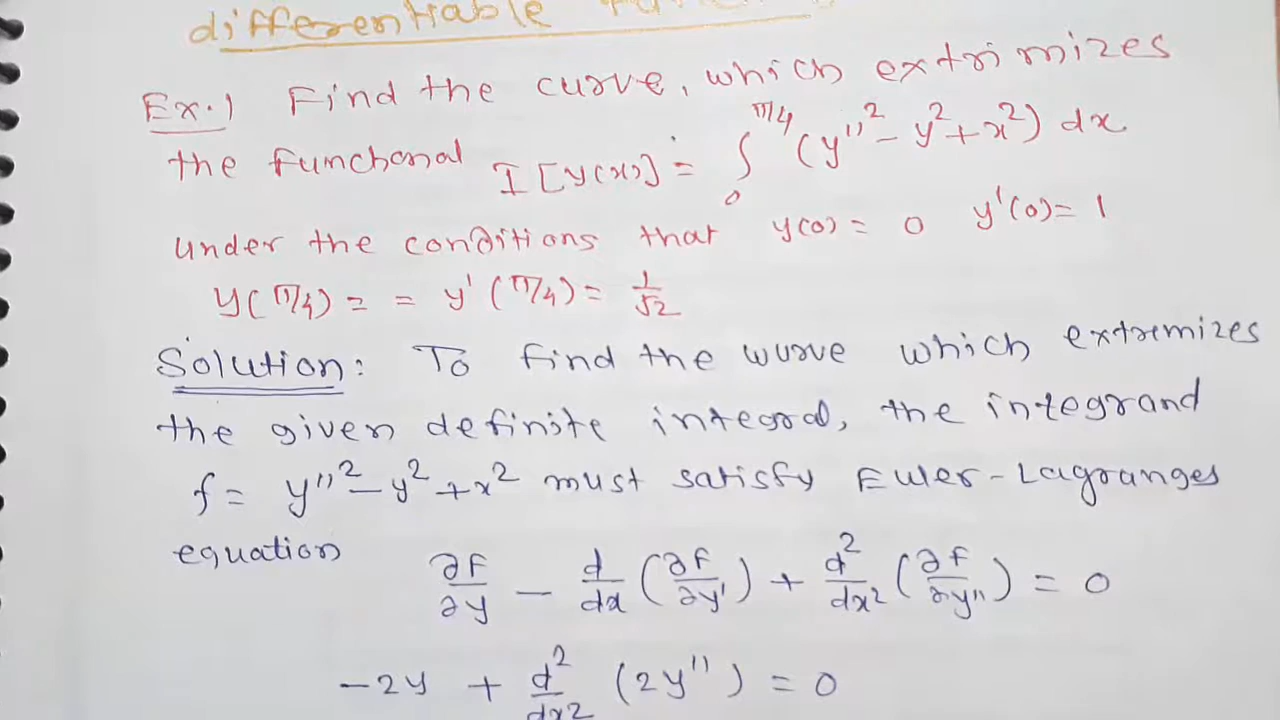 differentiable
Ex.1 Find the curve, which extrimizes
the functional I[y(x)] = ∫₀^{π/4} (y''² - y² + x²) dx
under the conditions that y(0) = 0 y'(0) = 1
y(π/4) = = y'(π/4) = 1/√2
Solution: To find the wurve which extremizes
the given definite integral, the integrand
f = y''² - y² + x² must satisfy Euler-Lagranges
equation ∂f/∂y - d/dx (∂f/∂y') + d²/dx² (∂f/∂y'') = 0
-2y + d²/dx² (2y'') = 0